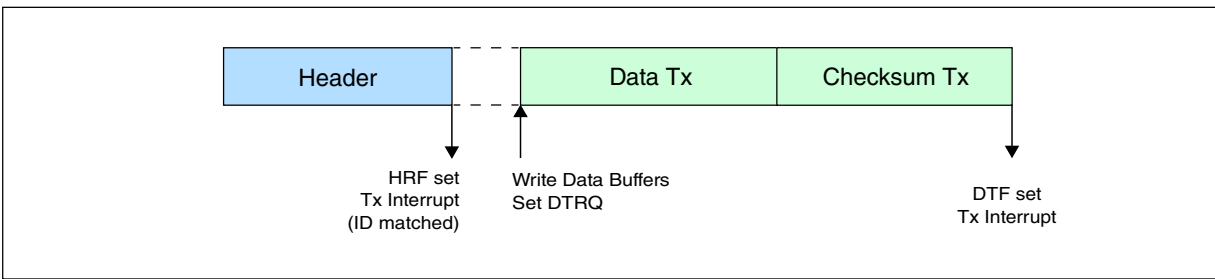 Header
Data Tx
Checksum Tx
HRF set
Tx Interrupt
(ID matched)
Write Data Buffers
Set DTRQ
DTF set
Tx Interrupt